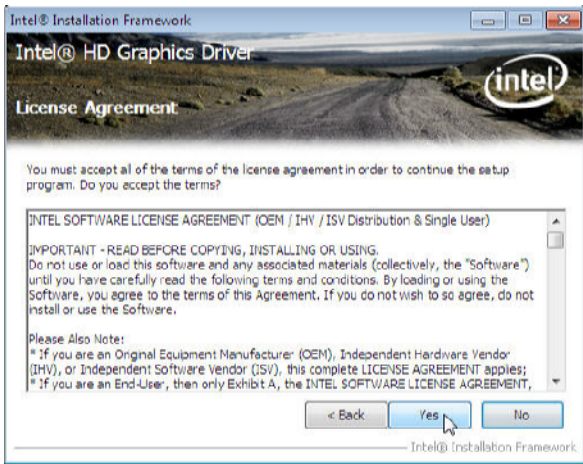 Intel® Installation Framework
Intel® HD Graphics Driver
intel
License Agreement
You must accept all of the terms of the license agreement in order to continue the setup
program. Do you accept the terms?
INTEL SOFTWARE LICENSE AGREEMENT (OEM / IHV / ISV Distribution & Single User)
IMPORTANT - READ BEFORE COPYING, INSTALLING OR USING.
Do not use or load this software and any associated materials (collectively, the "Software")
until you have carefully read the following terms and conditions. By loading or using the
Software, you agree to the terms of this Agreement. If you do not wish to so agree, do not
install or use the Software.
Please Also Note:
* If you are an Original Equipment Manufacturer (OEM), Independent Hardware Vendor
(IHV), or Independent Software Vendor (ISV), this complete LICENSE AGREEMENT applies;
* If you are an End-User, then only Exhibit A, the INTEL SOFTWARE LICENSE AGREEMENT,
< Back Yes No
Intel® Installation Framework